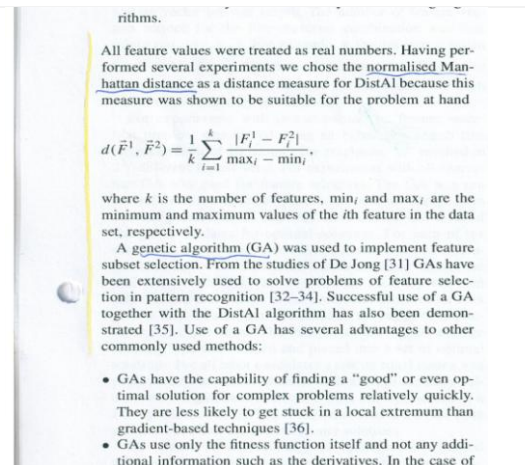 rithms.
All feature values were treated as real numbers. Having per-
formed several experiments we chose the normalised Man-
hattan distance as a distance measure for DistAl because this
measure was shown to be suitable for the problem at hand
d(F⃗¹, F⃗²) = 1/k ∑_{i=1}^{k} |F_i¹ − F_i²| / (max_i − min_i),
where k is the number of features, min_i and max_i are the
minimum and maximum values of the ith feature in the data
set, respectively.
A genetic algorithm (GA) was used to implement feature
subset selection. From the studies of De Jong [31] GAs have
been extensively used to solve problems of feature selec-
tion in pattern recognition [32–34]. Successful use of a GA
together with the DistAl algorithm has also been demon-
strated [35]. Use of a GA has several advantages to other
commonly used methods:
• GAs have the capability of finding a “good” or even op-
timal solution for complex problems relatively quickly.
They are less likely to get stuck in a local extremum than
gradient-based techniques [36].
• GAs use only the fitness function itself and not any addi-
tional information such as the derivatives. In the case of